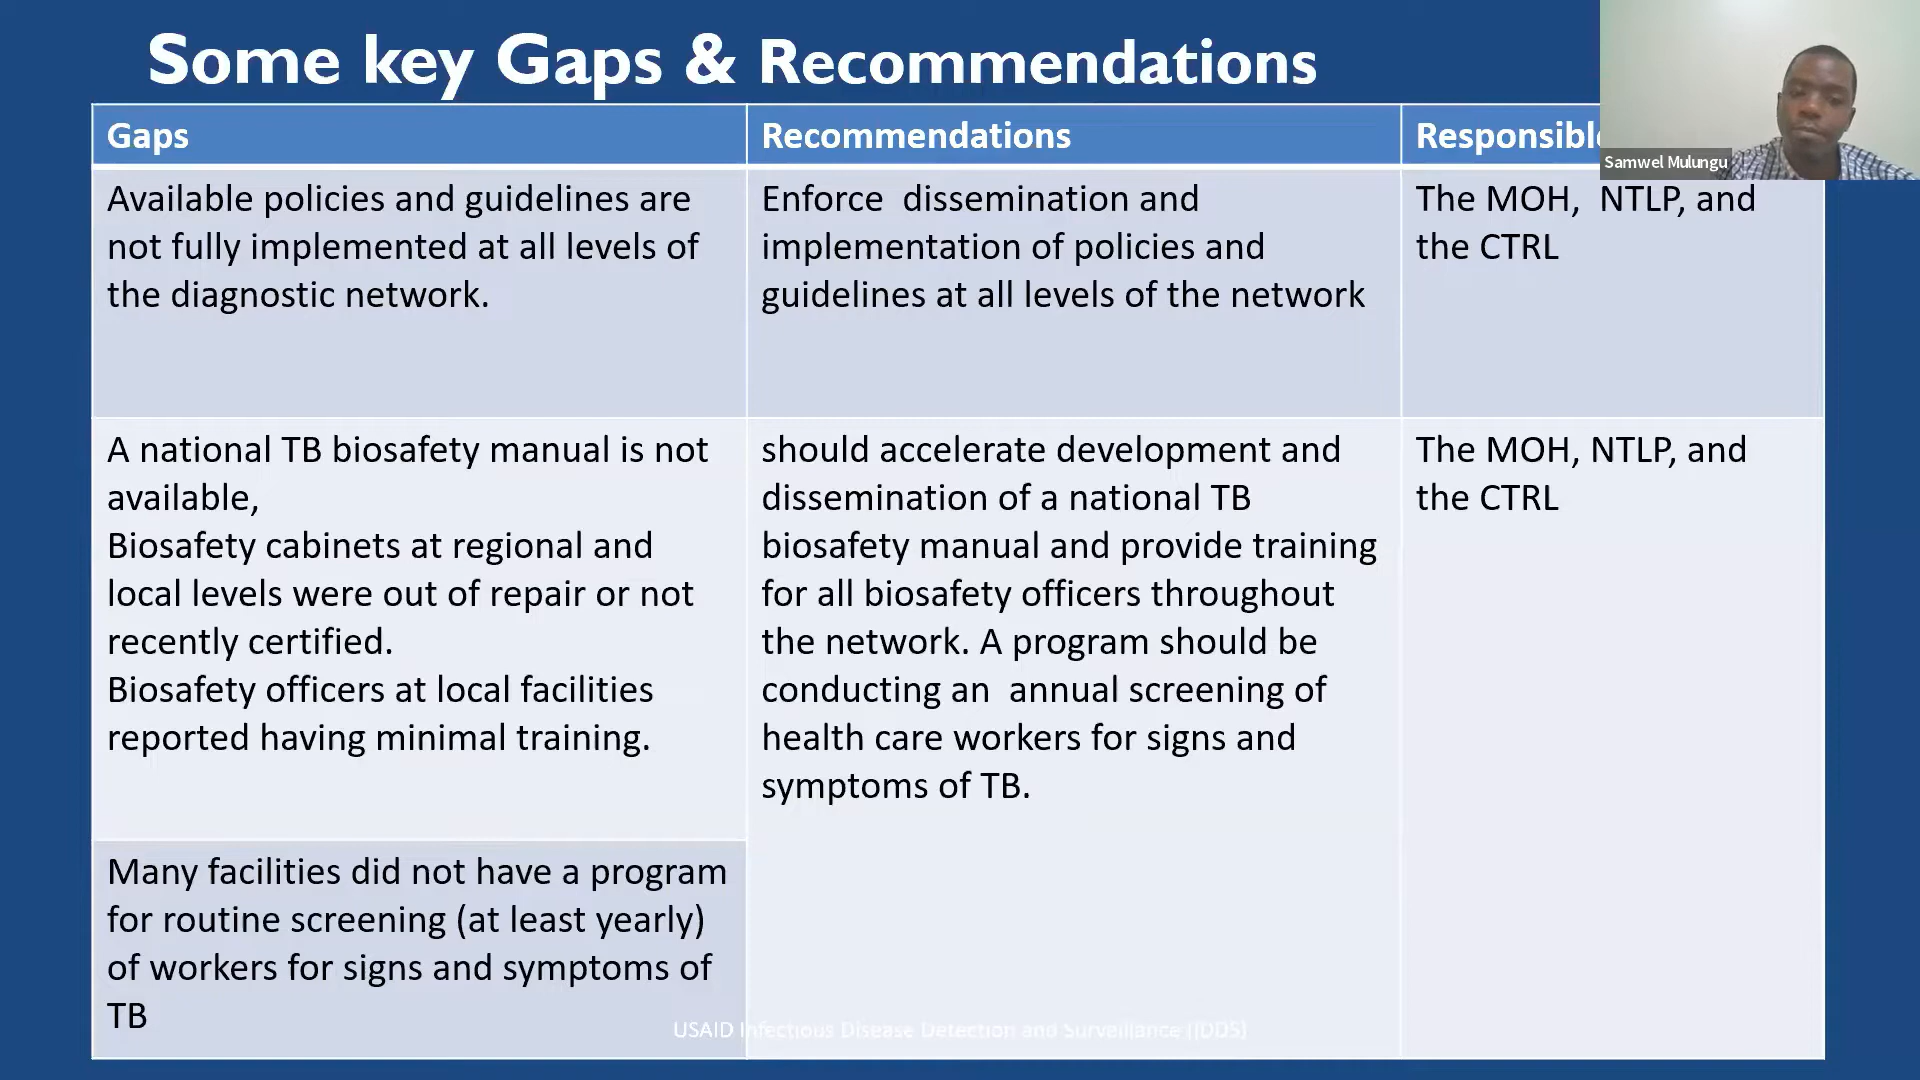 Some key Gaps & Recommendations
Gaps
Recommendations
Responsibl
Samwel Mulungu
Available policies and guidelines are
not fully implemented at all levels of
the diagnostic network.
Enforce dissemination and
implementation of policies and
guidelines at all levels of the network
The MOH, NTLP, and
the CTRL
A national TB biosafety manual is not
available,
Biosafety cabinets at regional and
local levels were out of repair or not
recently certified.
Biosafety officers at local facilities
reported having minimal training.
should accelerate development and
dissemination of a national TB
biosafety manual and provide training
for all biosafety officers throughout
the network. A program should be
conducting an annual screening of
health care workers for signs and
symptoms of TB.
The MOH, NTLP, and
the CTRL
Many facilities did not have a program
for routine screening (at least yearly)
of workers for signs and symptoms of
TB
USAID Infectious Disease Detection and Surveillance (IDDS)